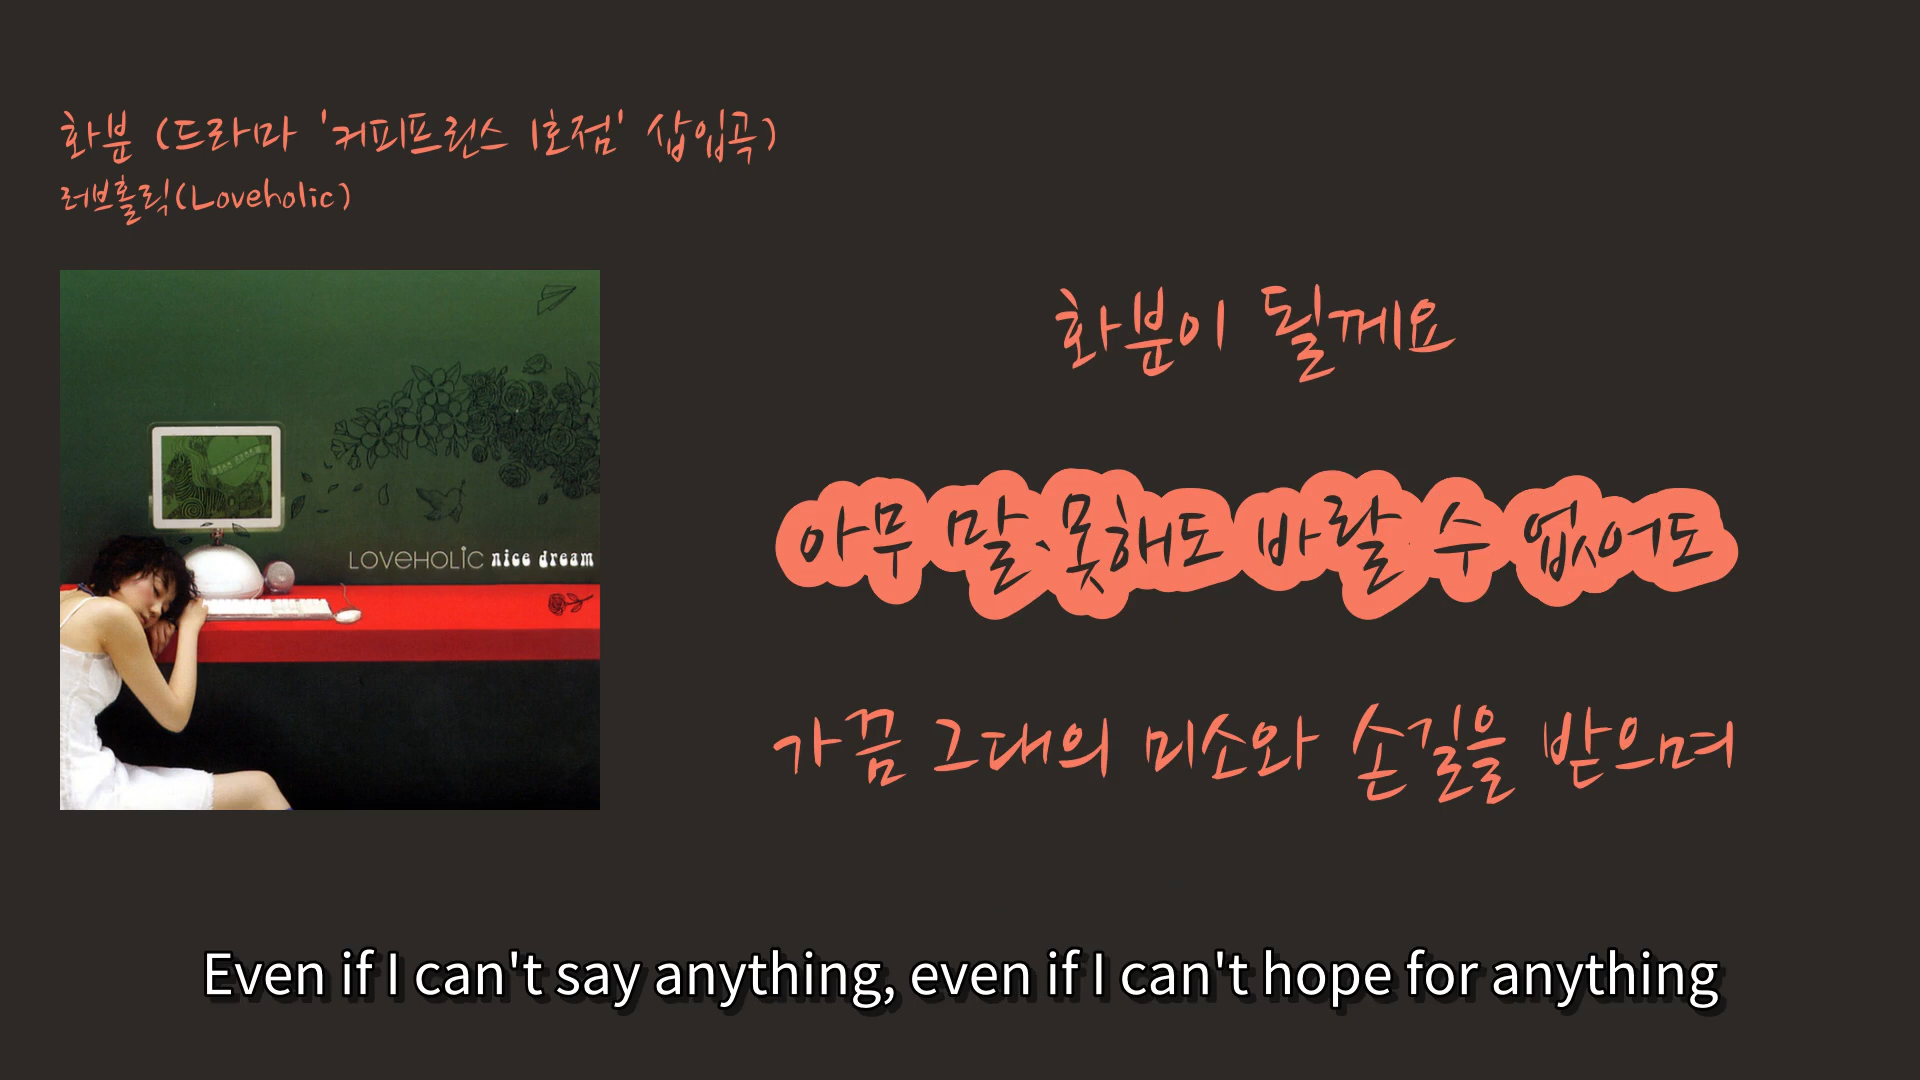 화분 (드라마 '커피프린스 1호점' 삽입곡)
러브홀릭(Loveholic)
LOVEHOLIC nice dream
화분이 될께요
아무 말 못해도 바랄 수 없어도
가끔 그대의 미소와 손길을 받으며
Even if I can't say anything, even if I can't hope for anything